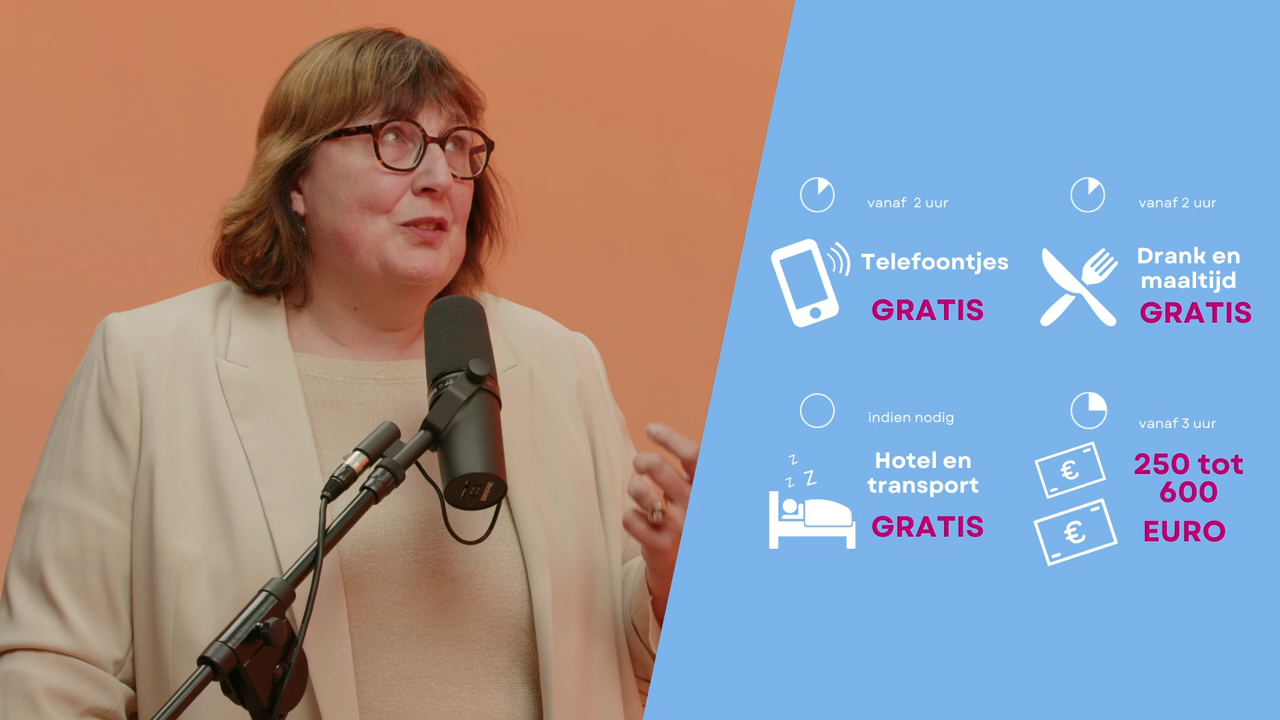 vanaf 2 uur
Telefoontjes
GRATIS
vanaf 2 uur
Drank en
maaltijd
GRATIS
indien nodig
Z
Z
Z
Hotel en
transport
GRATIS
vanaf 3 uur
€
€
250 tot
600
EURO